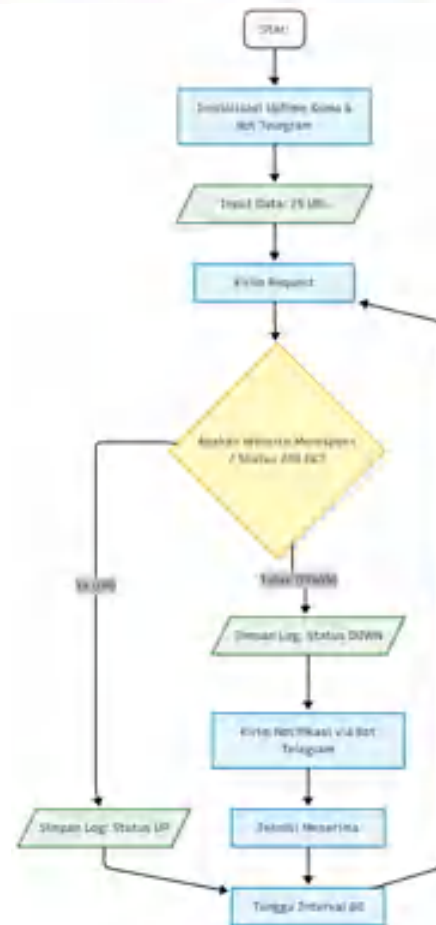 Start
Instalasi Uptime Kuma &
Bot Telegram
Input Data: 25 URL
Kirim Request
Apakah Website Merespons
/ Status 200 OK?
Ya (UP)
Tidak (DOWN)
Simpan Log: Status DOWN
Kirim Notifikasi via Bot
Telegram
Menerima
Simpan Log: Status UP
Tunggu Interval 60